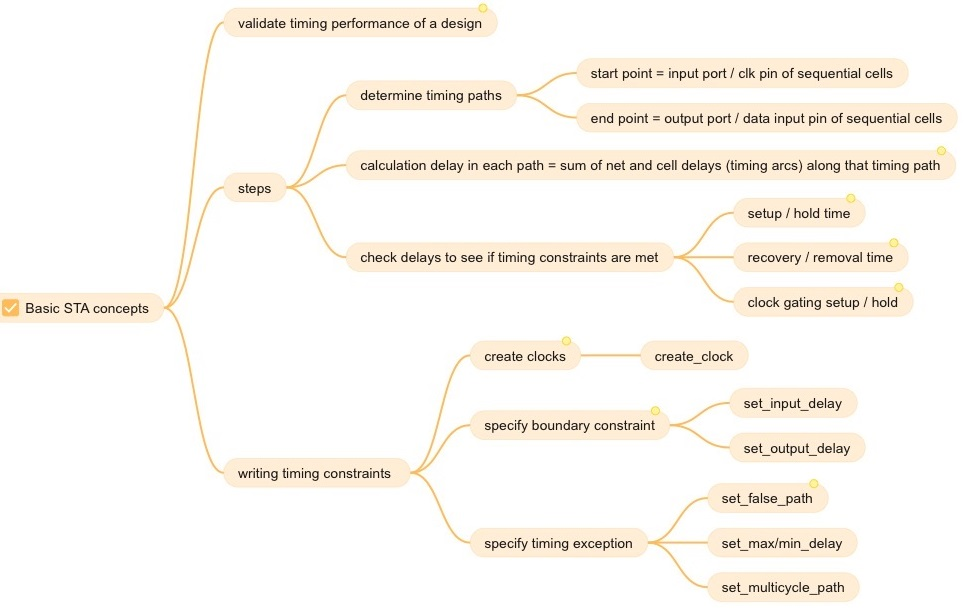 validate timing performance of a design
start point = input port / clk pin of sequential cells
determine timing paths
end point = output port / data input pin of sequential cells
calculation delay in each path = sum of net and cell delays (timing arcs) along that timing path
steps
setup / hold time
check delays to see if timing constraints are met
recovery / removal time
clock gating setup / hold
Basic STA concepts
create clocks
create_clock
set_input_delay
specify boundary constraint
set_output_delay
writing timing constraints
set_false_path
specify timing exception
set_max/min_delay
set_multicycle_path